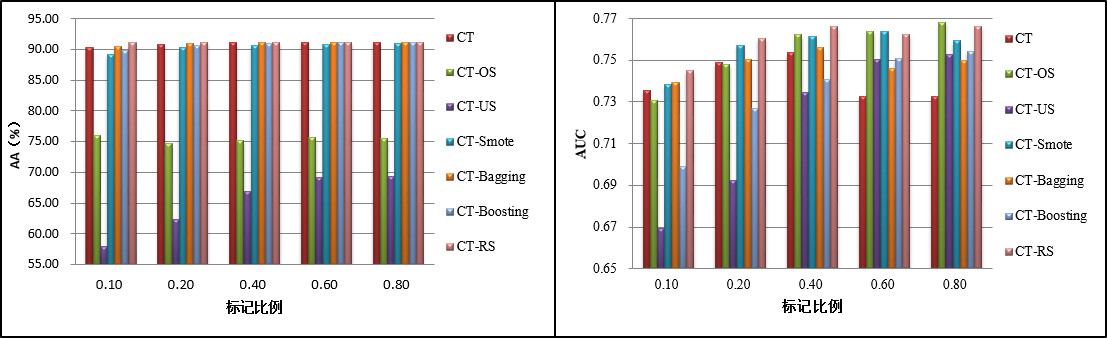 95.00
90.00
85.00
80.00
75.00
70.00
65.00
60.00
55.00
AA（%）
0.10 0.20 0.40 0.60 0.80
标记比例
CT
CT-OS
CT-US
CT-Smote
CT-Bagging
CT-Boosting
CT-RS
0.77
0.75
0.73
0.71
0.69
0.67
0.65
AUC
0.10 0.20 0.40 0.60 0.80
标记比例
CT
CT-OS
CT-US
CT-Smote
CT-Bagging
CT-Boosting
CT-RS